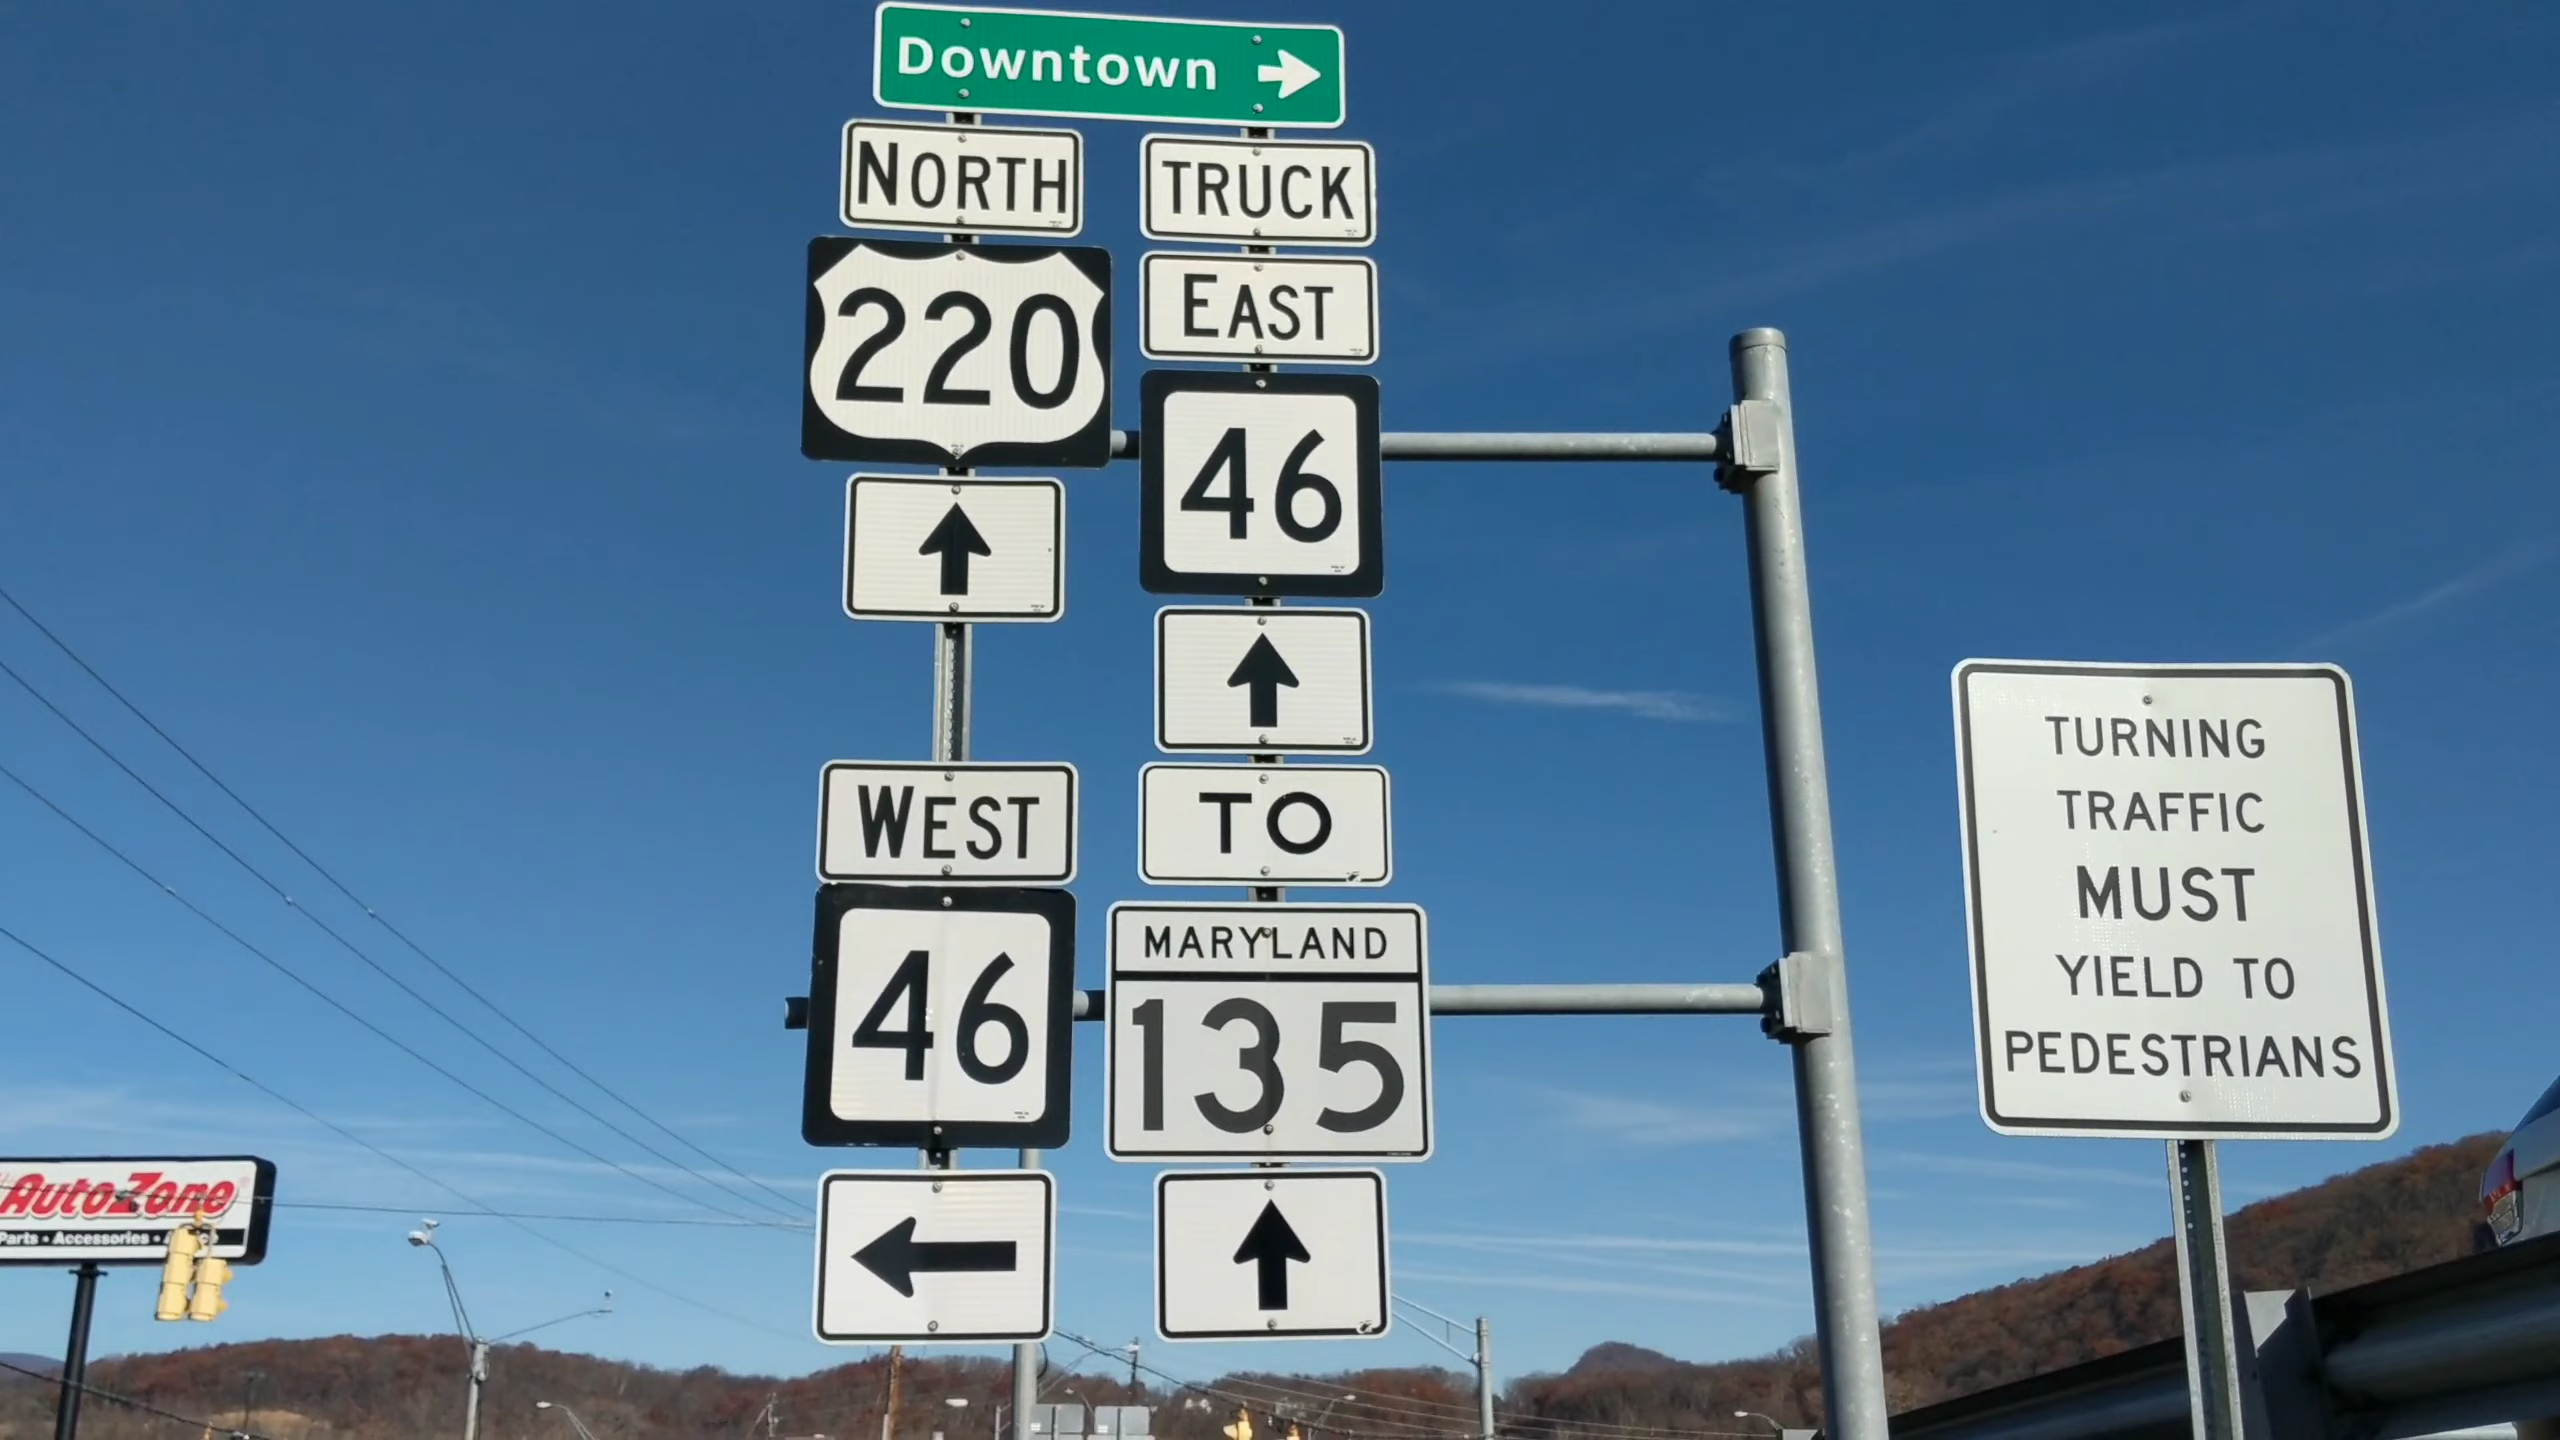 Downtown
NORTH
220
WEST
46
TRUCK
EAST
46
TO
MARYLAND
135
TURNING
TRAFFIC
MUST
YIELD TO
PEDESTRIANS
AutoZone
Parts • Accessories •